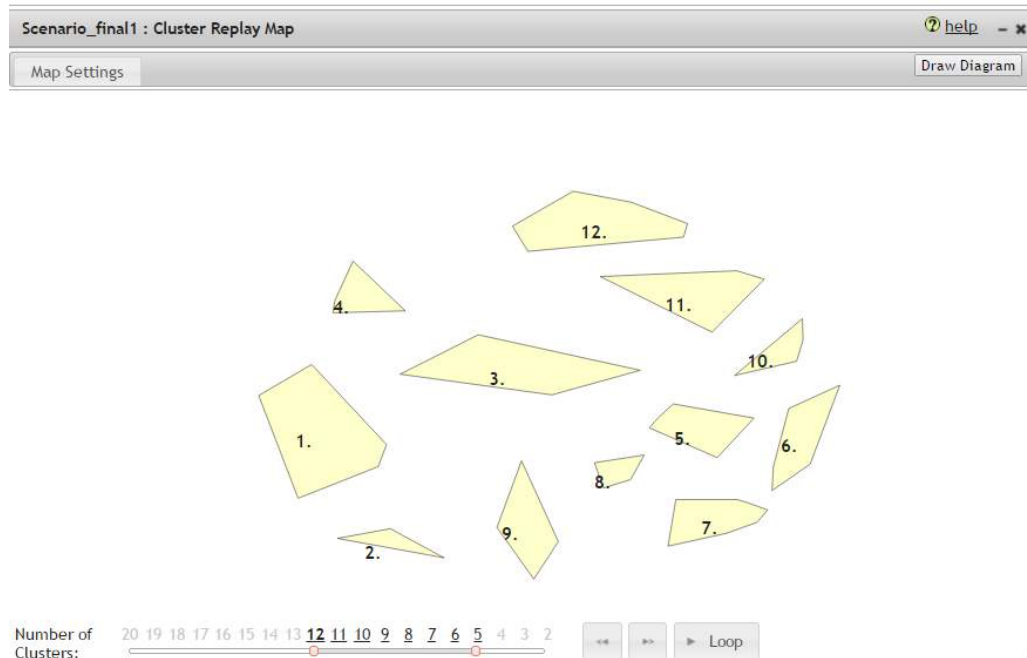 Scenario_final1 : Cluster Replay Map
help
Map Settings
Draw Diagram
12.
4.
11.
10.
3.
1.
5.
6.
8.
9.
7.
2.
Number of Clusters:
20 19 18 17 16 15 14 13 12 11 10 9 8 7 6 5 4 3 2
Loop